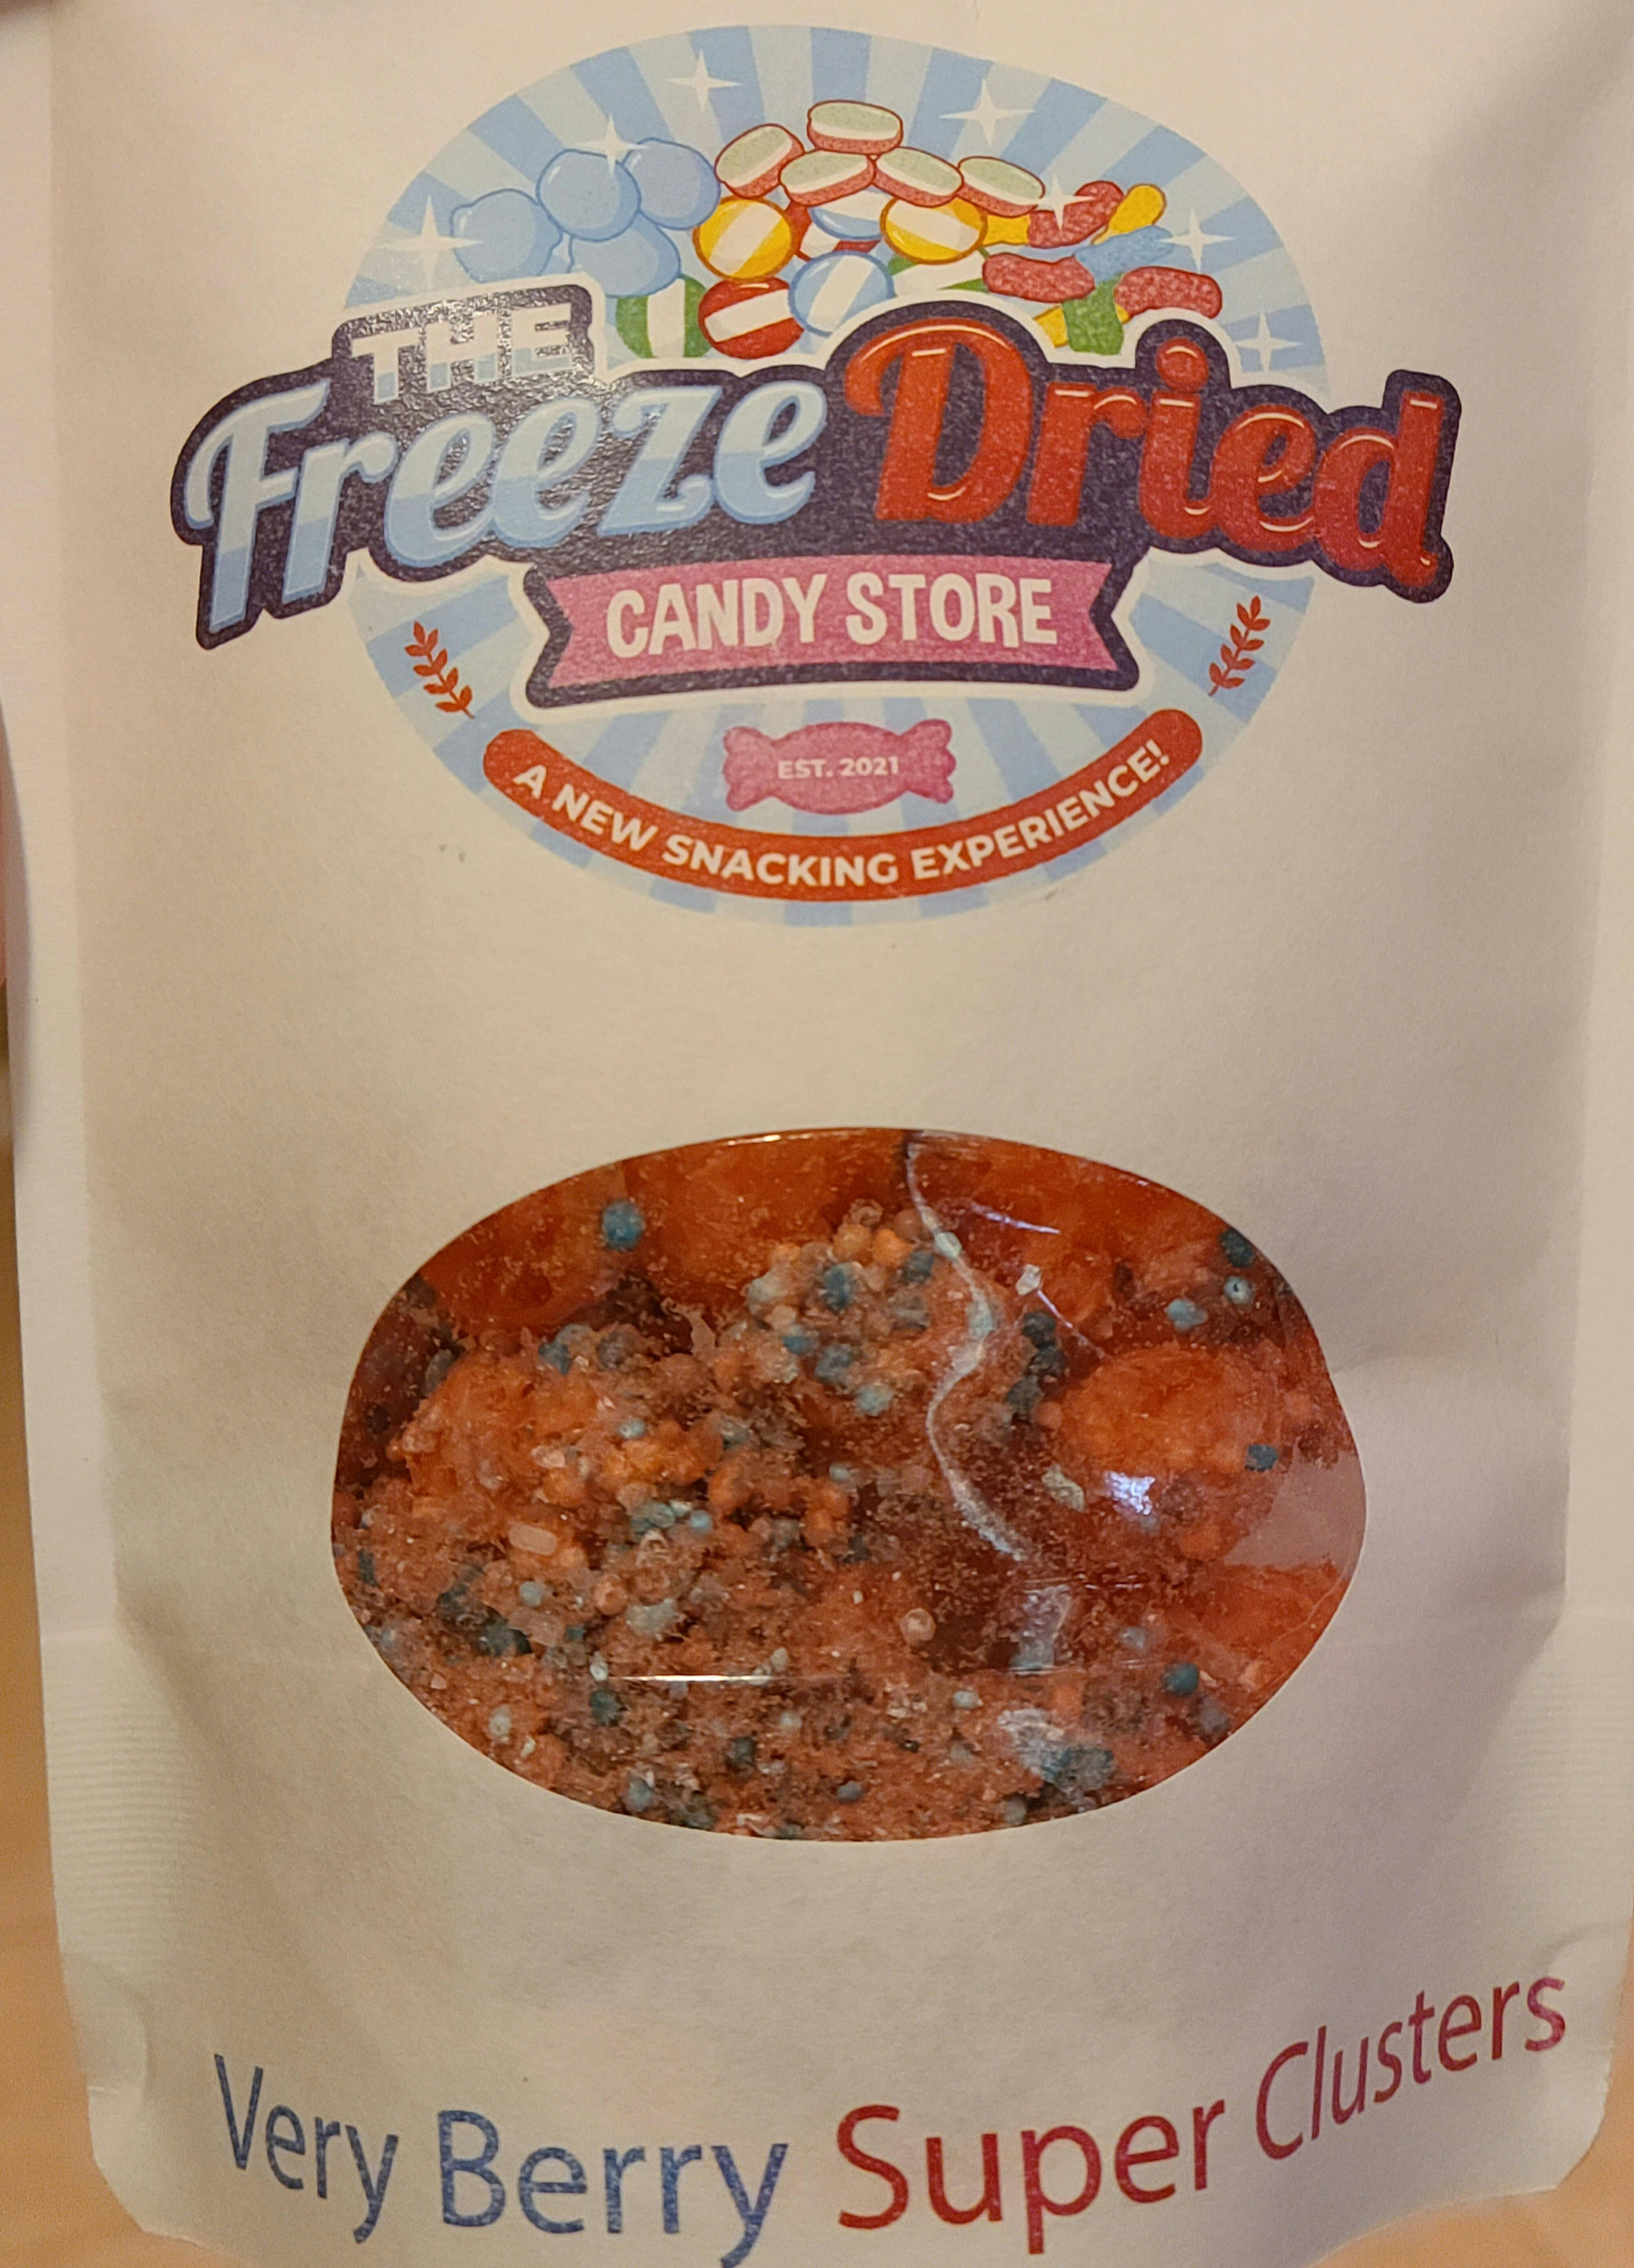 THE
Freeze Dried
CANDY STORE
EST. 2021
A NEW SNACKING EXPERIENCE!
Very Berry Super Clusters